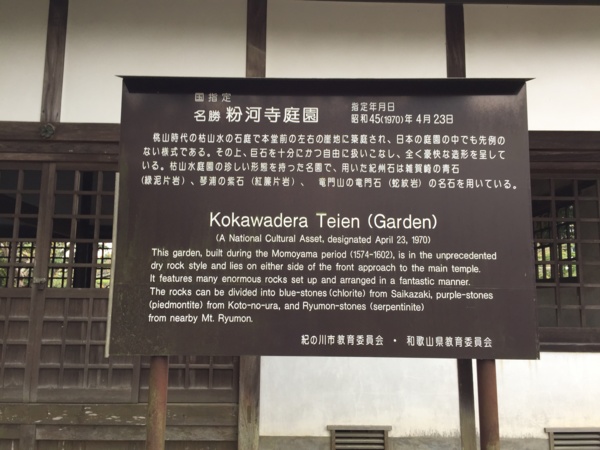 国指定
名勝 粉河寺庭園
指定年月日
昭和45(1970)年4月23日
桃山時代の枯山水の石庭で本堂前の左右の崖地に築庭され、日本の庭園の中でも先例
のない様式である。その上、巨石を十分にかつ自由に扱いこなし、全く豪快な造形を呈して
いる。枯山水庭園の珍しい形態を持った名園で、用いた紀州石は雑賀崎の青石
(緑泥片岩)、琴浦の紫石(紅簾片岩)、竜門山の竜門石(蛇紋岩)の名石を用いている。
Kokawadera Teien (Garden)
(A National Cultural Asset, designated April 23, 1970)
This garden, built during the Momoyama period (1574-1602), is in the unprecedented
dry rock style and lies on either side of the front approach to the main temple.
It features many enormous rocks set up and arranged in a fantastic manner.
The rocks can be divided into blue-stones (chlorite) from Saikazaki, purple-stones
(piedmontite) from Koto-no-ura, and Ryumon-stones (serpentinite)
from nearby Mt. Ryumon.
紀の川市教育委員会・和歌山県教育委員会